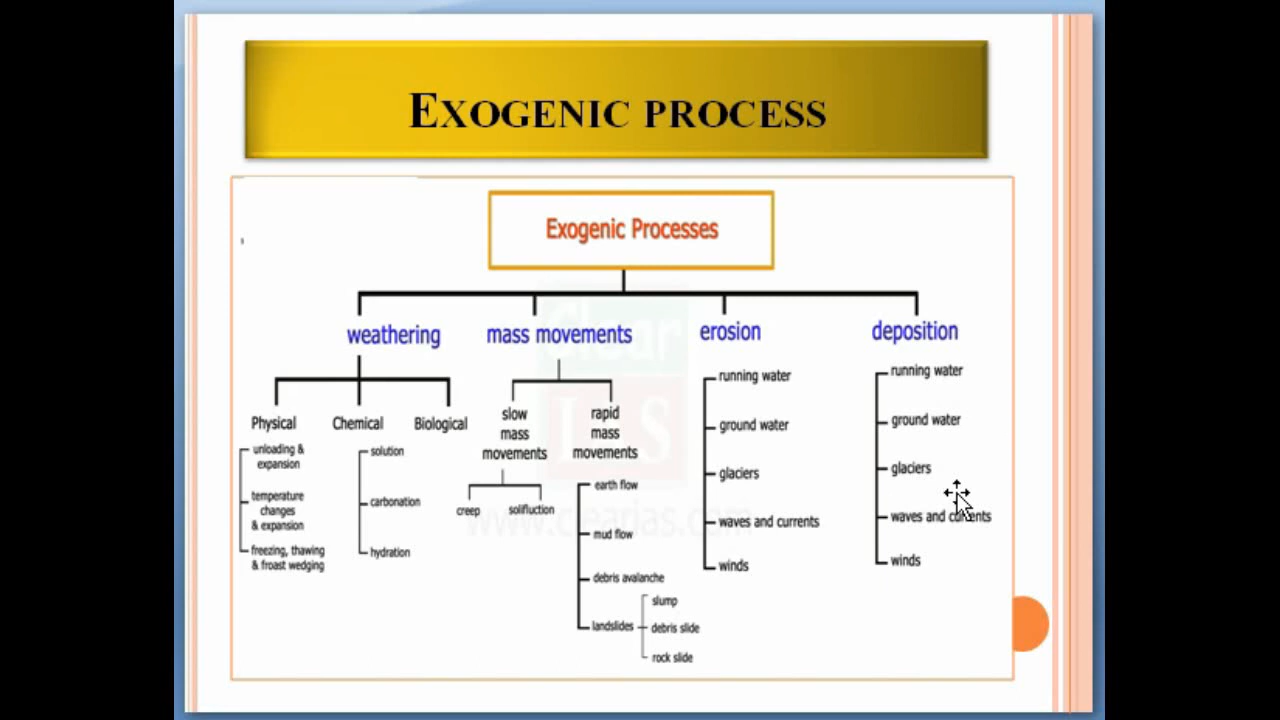 EXOGENIC PROCESS
Exogenic Processes
weathering
mass movements
erosion
deposition
Physical
Chemical
Biological
unloading &
expansion
temperature
changes
& expansion
freezing, thawing
& froast wedging
solution
carbonation
hydration
slow
mass
movements
creep
solifluction
rapid
mass
movements
earth flow
mud flow
debris avalanche
landslides
slump
debris slide
rock slide
running water
ground water
glaciers
waves and currents
winds
running water
ground water
glaciers
waves and currents
winds
Clear
IAS
www.clearias.com